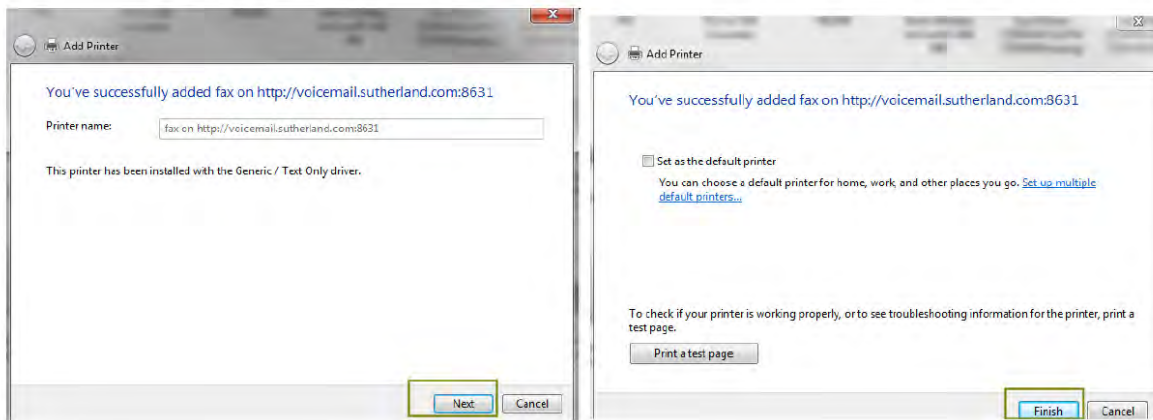 Add Printer
You've successfully added fax on http://voicemail.sutherland.com:8631
Printer name:
fax on http://voicemail.sutherland.com:8631
This printer has been installed with the Generic / Text Only driver.
Next
Cancel
Add Printer
You've successfully added fax on http://voicemail.sutherland.com:8631
Set as the default printer
You can choose a default printer for home, work, and other places you go. Set up multiple
default printers...
To check if your printer is working properly, or to see troubleshooting information for the printer, print a
test page.
Print a test page
Finish
Cancel